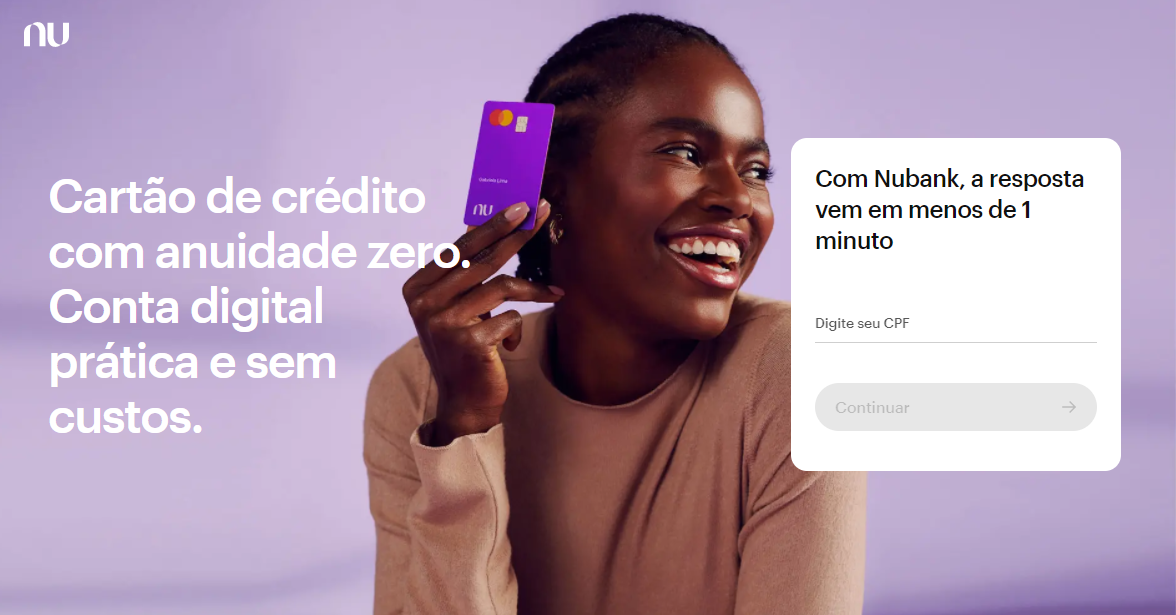 nu
Cartão de crédito
com anuidade zero.
Conta digital
prática e sem
custos.
nu
Com Nubank, a resposta
vem em menos de 1
minuto
Digite seu CPF
Continuar